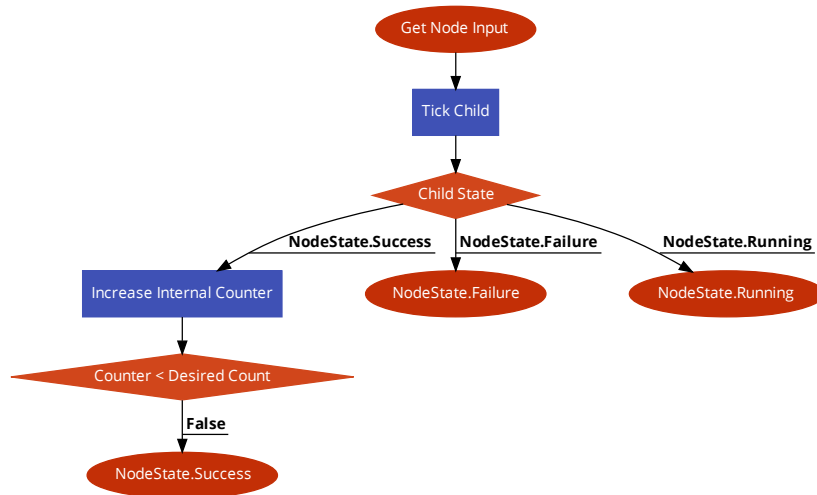 Get Node Input
Tick Child
Child State
NodeState.Success
NodeState.Failure
NodeState.Running
Increase Internal Counter
NodeState.Failure
NodeState.Running
Counter < Desired Count
False
NodeState.Success